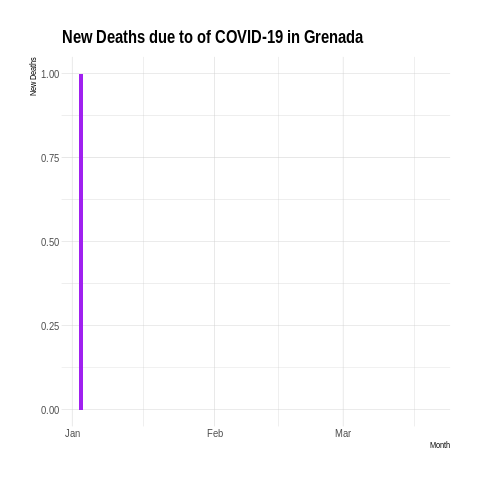 New Deaths due to of COVID-19 in Grenada
New Deaths
1.00
0.75
0.50
0.25
0.00
Jan Feb Mar
Month